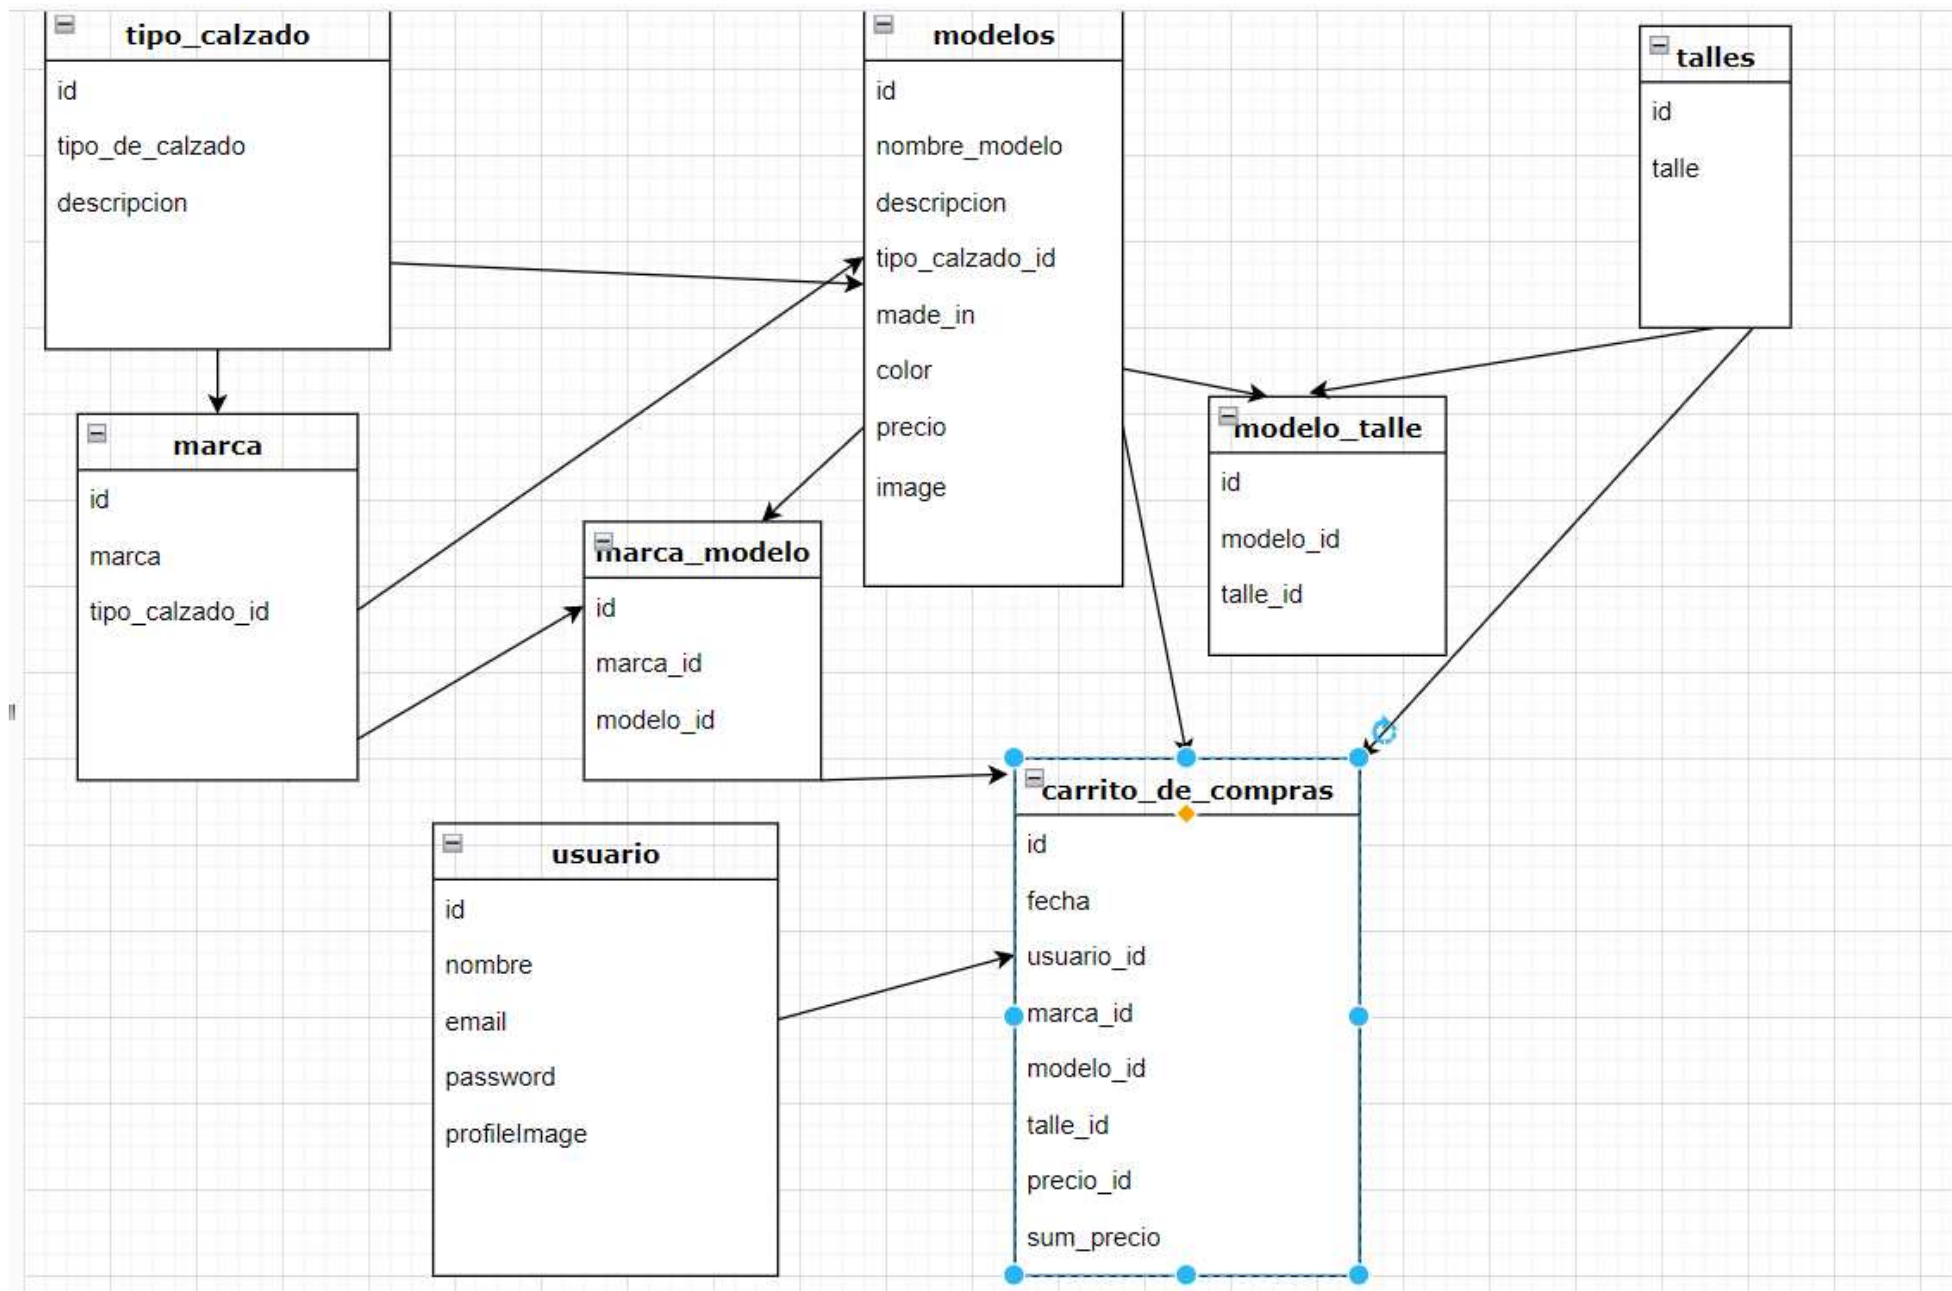 tipo_calzado
id
tipo_de_calzado
descripcion
modelos
id
nombre_modelo
descripcion
tipo_calzado_id
made_in
color
precio
image
talles
id
talle
marca
id
marca
tipo_calzado_id
marca_modelo
id
marca_id
modelo_id
modelo_talle
id
modelo_id
talle_id
usuario
id
nombre
email
password
profileImage
carrito_de_compras
id
fecha
usuario_id
marca_id
modelo_id
talle_id
precio_id
sum_precio